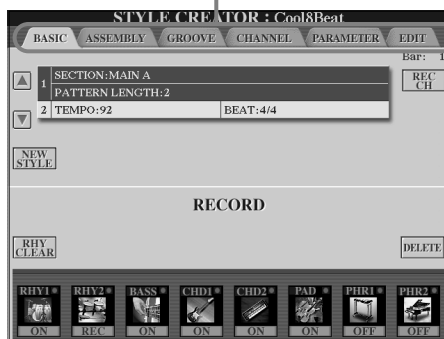 STYLE CREATOR : Cool8Beat
BASIC ASSEMBLY GROOVE CHANNEL PARAMETER EDIT
Bar: 1
1 SECTION:MAIN A
PATTERN LENGTH:2
REC CH
2 TEMPO:92 BEAT:4/4
NEW STYLE
RECORD
RHY CLEAR
DELETE
RHY1 RHY2 BASS CHD1 CHD2 PAD PHR1 PHR2
ON REC ON ON ON ON OFF OFF